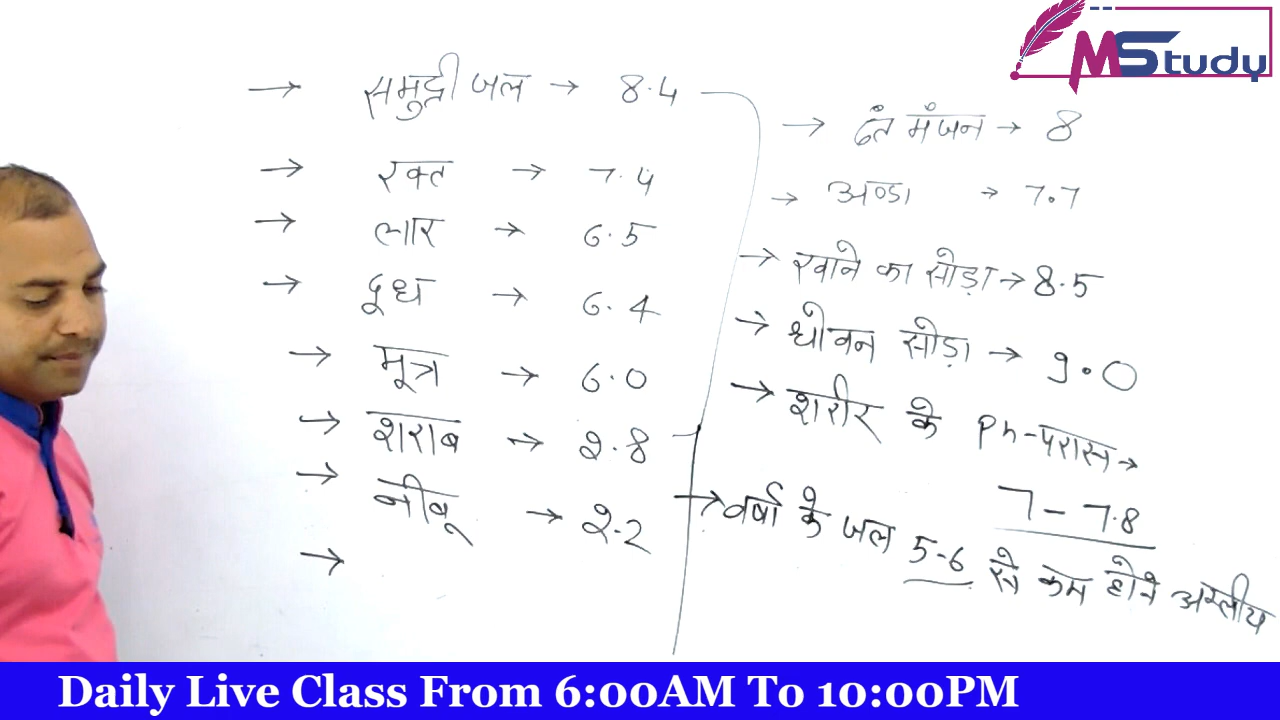 MStudy
→ समुद्री जल → 8.4
→ रक्त → 7.4
→ लार → 6.5
→ दूध → 6.4
→ मूत्र → 6.0
→ शराब → 2.8
→ नीबू → 2.2
→
→ दंत मंजन → 8
→ अण्डा → 7.7
→ खाने का सोड़ा → 8.5
→ धोवन सोड़ा → 9.0
→ शरीर के Ph-परास →
7 - 7.8
→ वर्षा के जल 5-6 से कम होने अम्लीय
Daily Live Class From 6:00AM To 10:00PM